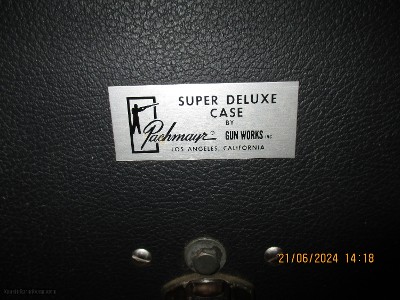 SUPER DELUXE
CASE
BY
Pachmayr® GUN WORKS INC
LOS ANGELES, CALIFORNIA
21/06/2024 14:18